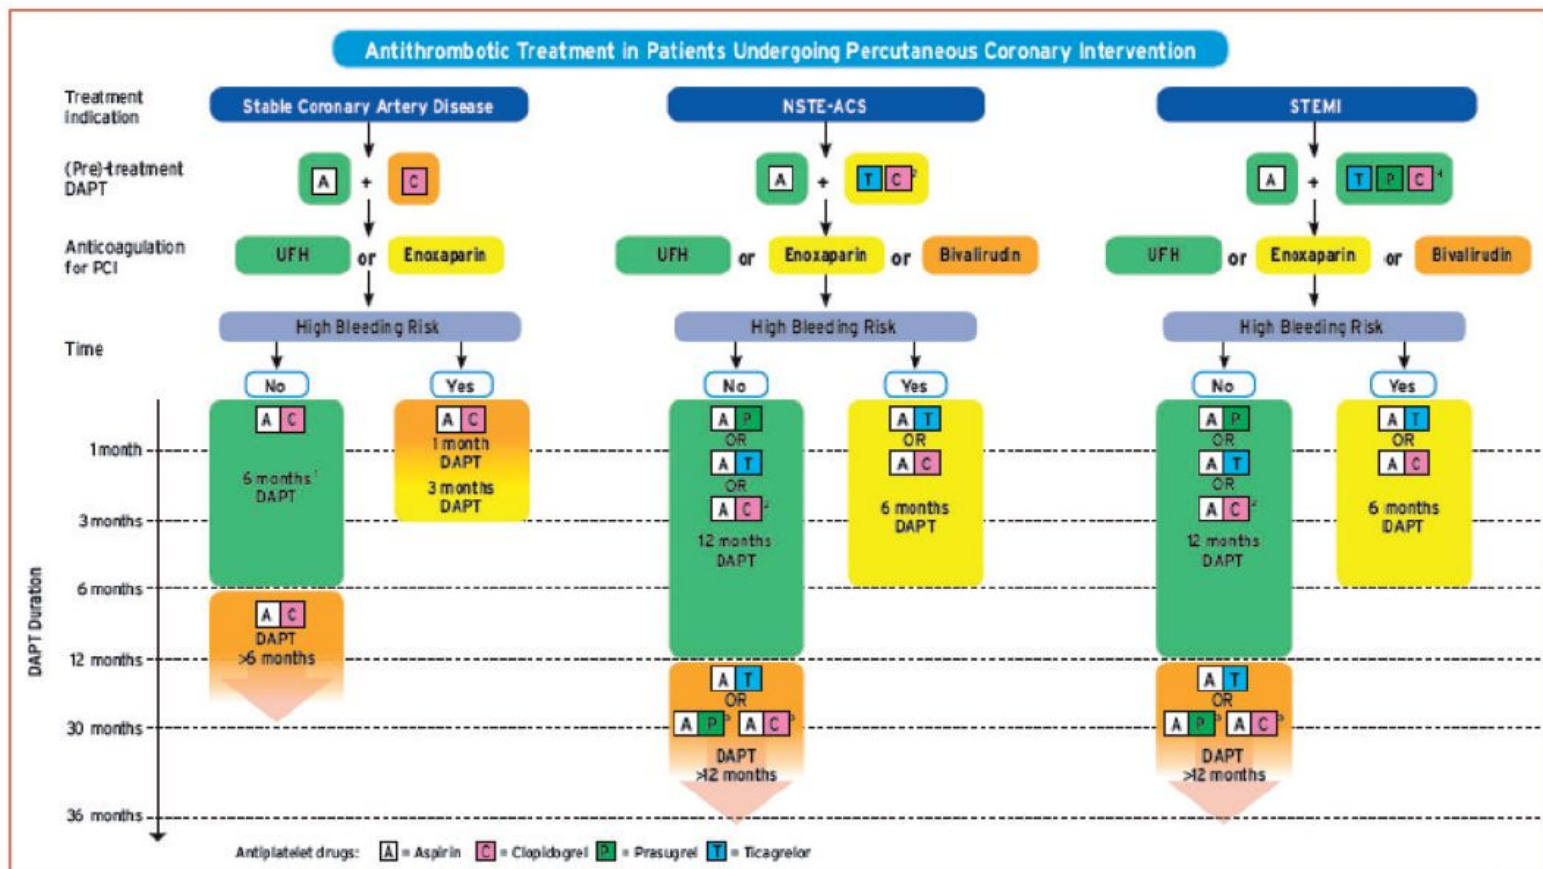 Antithrombotic Treatment in Patients Undergoing Percutaneous Coronary Intervention
Treatment
indication
Stable Coronary Artery Disease
NSTE-ACS
STEMI
(Pre)-treatment
DAPT
A + C
A + T C 2
A + T P C 4
Anticoagulation
for PCI
UFH or Enoxaparin
UFH or Enoxaparin or Bivalirudin
UFH or Enoxaparin or Bivalirudin
High Bleeding Risk
High Bleeding Risk
High Bleeding Risk
Time
No
Yes
No
Yes
No
Yes
DAPT Duration
1 month
3 months
6 months
12 months
30 months
36 months
A C
6 months 1
DAPT
A C
DAPT
>6 months
A C
1 month
DAPT
3 months
DAPT
A P
OR
A T
OR
A C 2
12 months
DAPT
A T
OR
A P A C
DAPT
>12 months
A T
OR
A C
6 months
DAPT
A P
OR
A T
OR
A C 2
12 months
DAPT
A T
OR
A P A C
DAPT
>12 months
A T
OR
A C
6 months
DAPT
Antiplatelet drugs: A = Aspirin C = Clopidogrel P = Prasugrel T = Ticagrelor